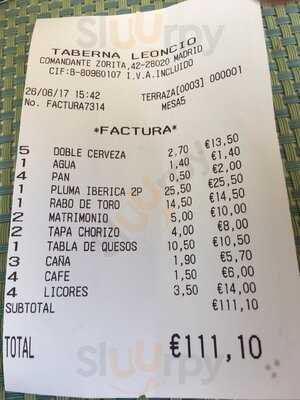 TABERNA LEONCIO
COMANDANTE ZORITA,42-28020 MADRID
CIF:B-80960107 I.V.A.INCLUIDO
26/06/17 15:42 TERRAZA[0003] 000001
No. FACTURA7314 MESA5
*FACTURA*
5 DOBLE CERVEZA 2,70 €13,50
1 AGUA 1,40 €1,40
4 PAN 0,50 €2,00
1 PLUMA IBERICA 2P 25,50 €25,50
1 RABO DE TORO 14,50 €14,50
2 MATRIMONIO 5,00 €10,00
2 TAPA CHORIZO 4,00 €8,00
1 TABLA DE QUESOS 10,50 €10,50
3 CAÑA 1,90 €5,70
4 CAFE 1,50 €6,00
4 LICORES 3,50 €14,00
SUBTOTAL €111,10
TOTAL €111,10
Sluurpy
Sluurpy
Sluurpy